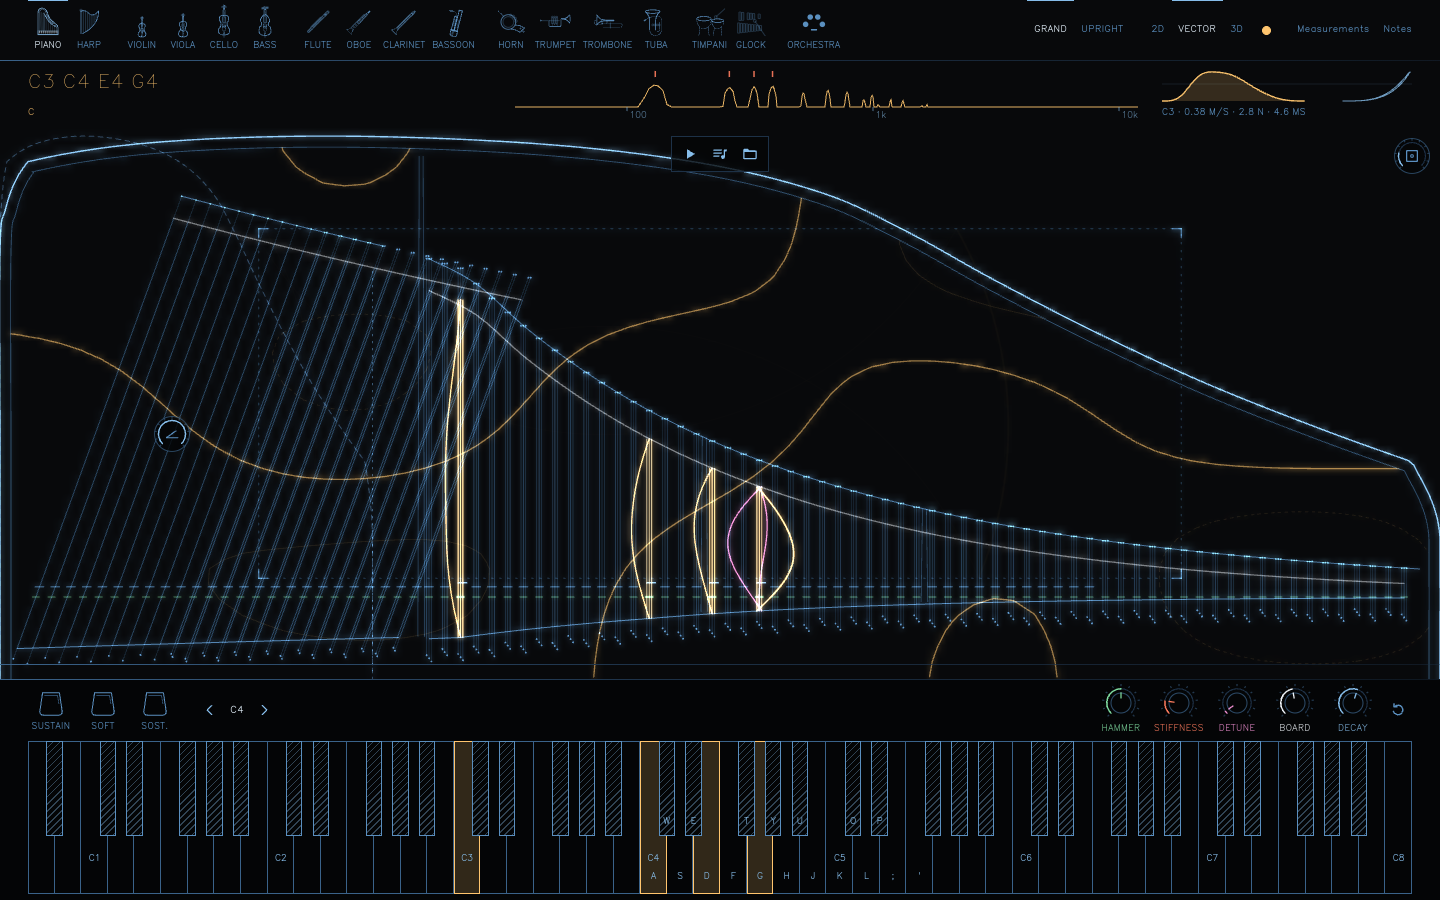 PIANO HARP VIOLIN VIOLA CELLO BASS FLUTE OBOE CLARINET BASSOON HORN TRUMPET TROMBONE TUBA TIMPANI GLOCK ORCHESTRA
GRAND UPRIGHT 2D VECTOR 3D Measurements Notes
C3 C4 E4 G4
C
100 1k 10k
C3 · 0.38 M/S · 2.8 N · 4.6 MS
SUSTAIN SOFT SOST.
C4
HAMMER STIFFNESS DETUNE BOARD DECAY
W E T Y U O P
C1 C2 C3 C4 C5 C6 C7 C8
A S D F G H J K L ; '